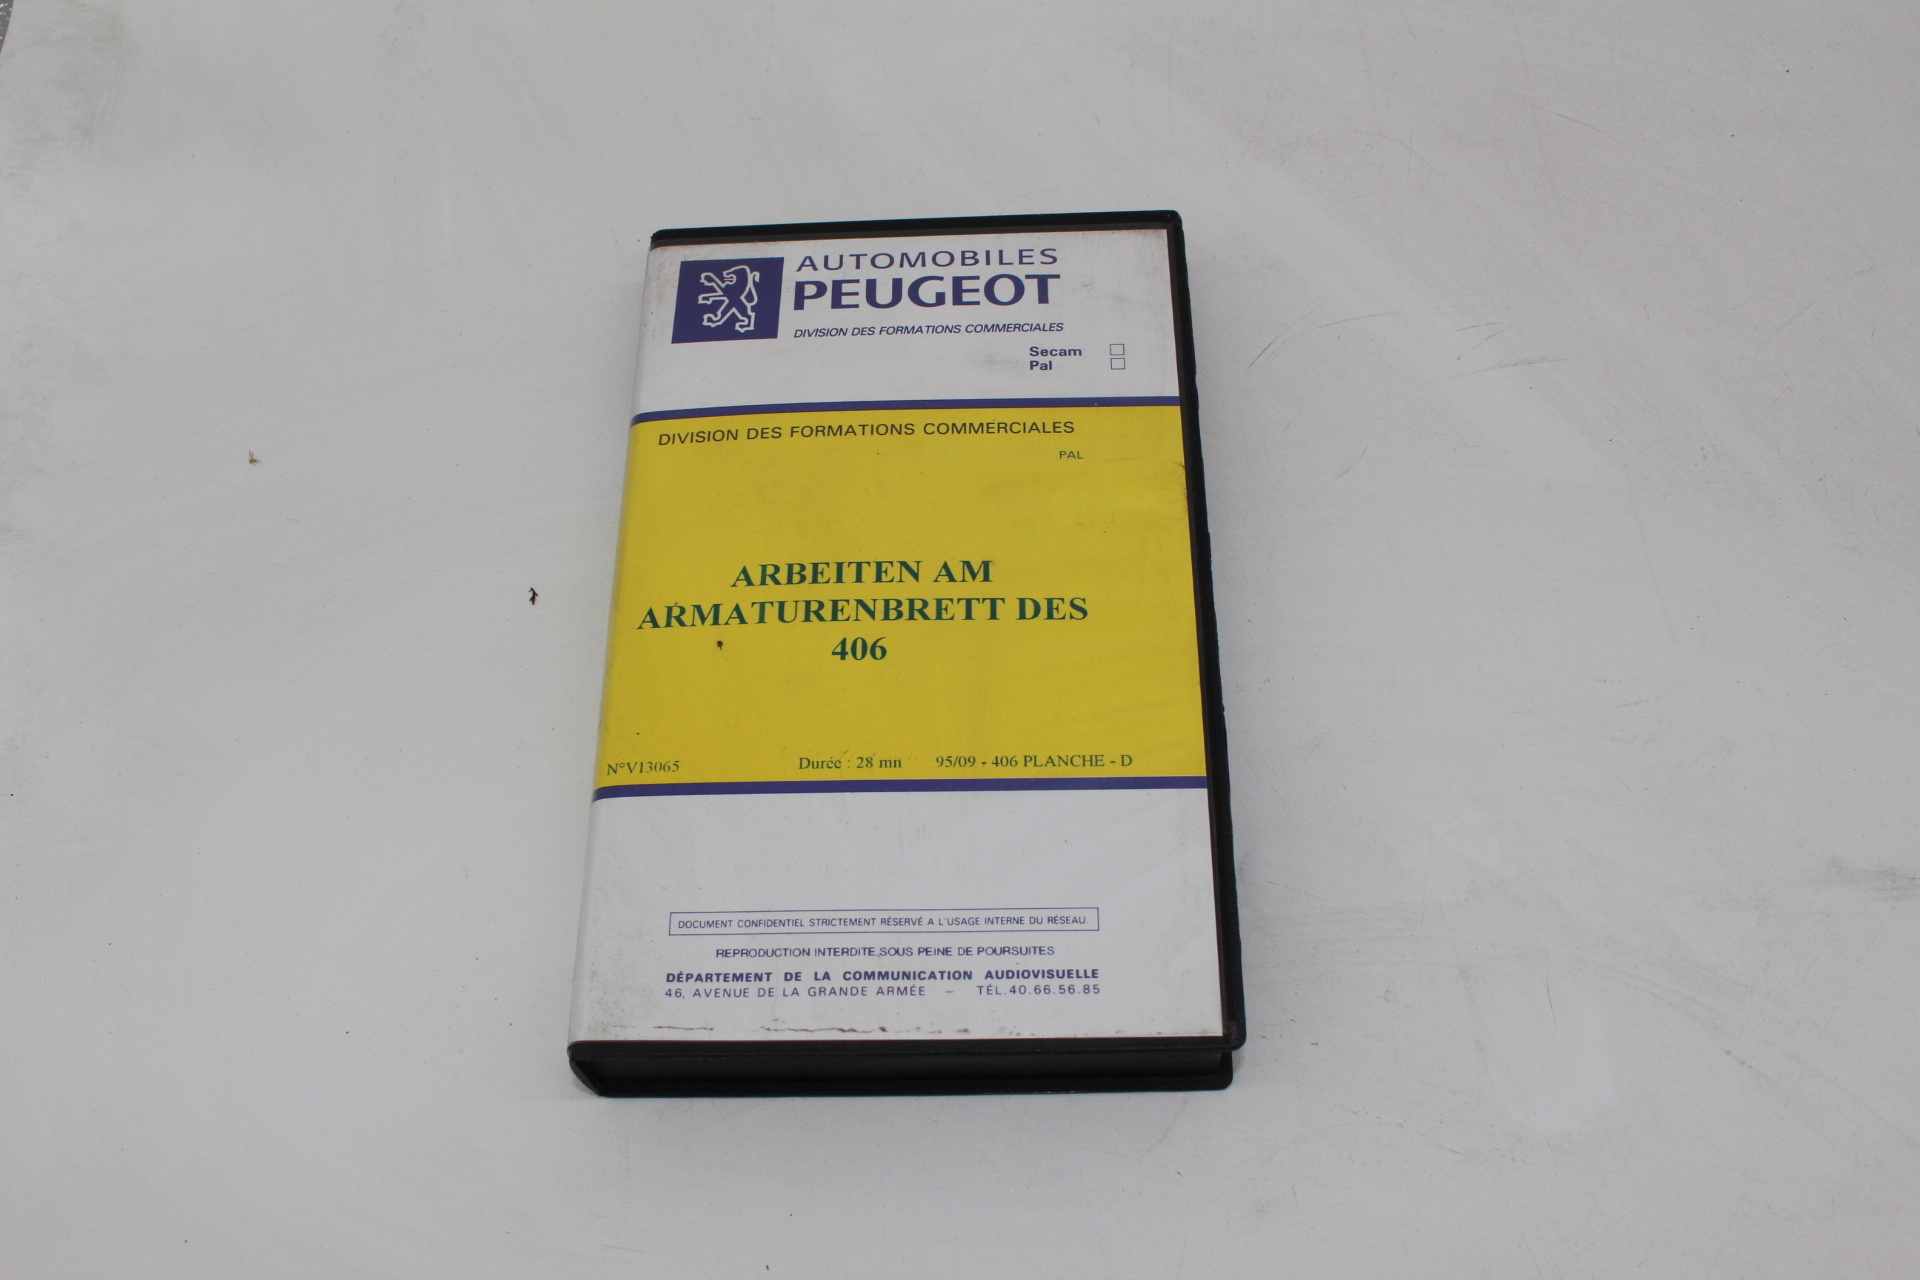 AUTOMOBILES
PEUGEOT
DIVISION DES FORMATIONS COMMERCIALES
Secam
Pal
DIVISION DES FORMATIONS COMMERCIALES
PAL
ARBEITEN AM
ARMATURENBRETT DES
406
N°V13065 Durée : 28 mn 95/09 - 406 PLANCHE - D
DOCUMENT CONFIDENTIEL STRICTEMENT RÉSERVÉ A L'USAGE INTERNE DU RÉSEAU.
REPRODUCTION INTERDITE, SOUS PEINE DE POURSUITES
DÉPARTEMENT DE LA COMMUNICATION AUDIOVISUELLE
46, AVENUE DE LA GRANDE ARMÉE – TÉL.40.66.56.85